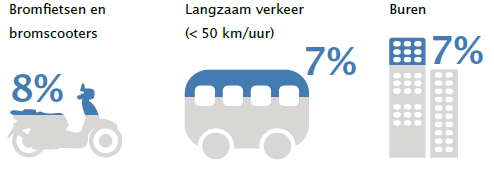 Bromfietsen en
bromscooters
8%
Langzaam verkeer
(< 50 km/uur)
7%
Buren
7%